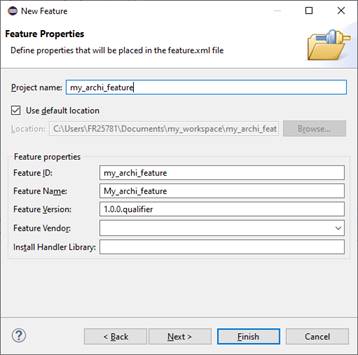 New Feature
Feature Properties
Define properties that will be placed in the feature.xml file
Project name: my_archi_feature
Use default location
Location: C:\Users\FR25781\Documents\my_workspace\my_archi_feat Browse...
Feature properties
Feature ID: my_archi_feature
Feature Name: My_archi_feature
Feature Version: 1.0.0.qualifier
Feature Vendor:
Install Handler Library:
? < Back Next > Finish Cancel